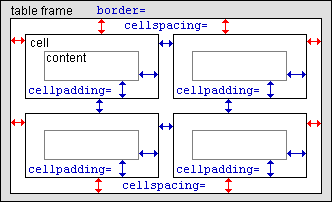 table frame border=
cellspacing=
cell
content
cellpadding= cellpadding=
cellpadding= cellpadding=
cellspacing=